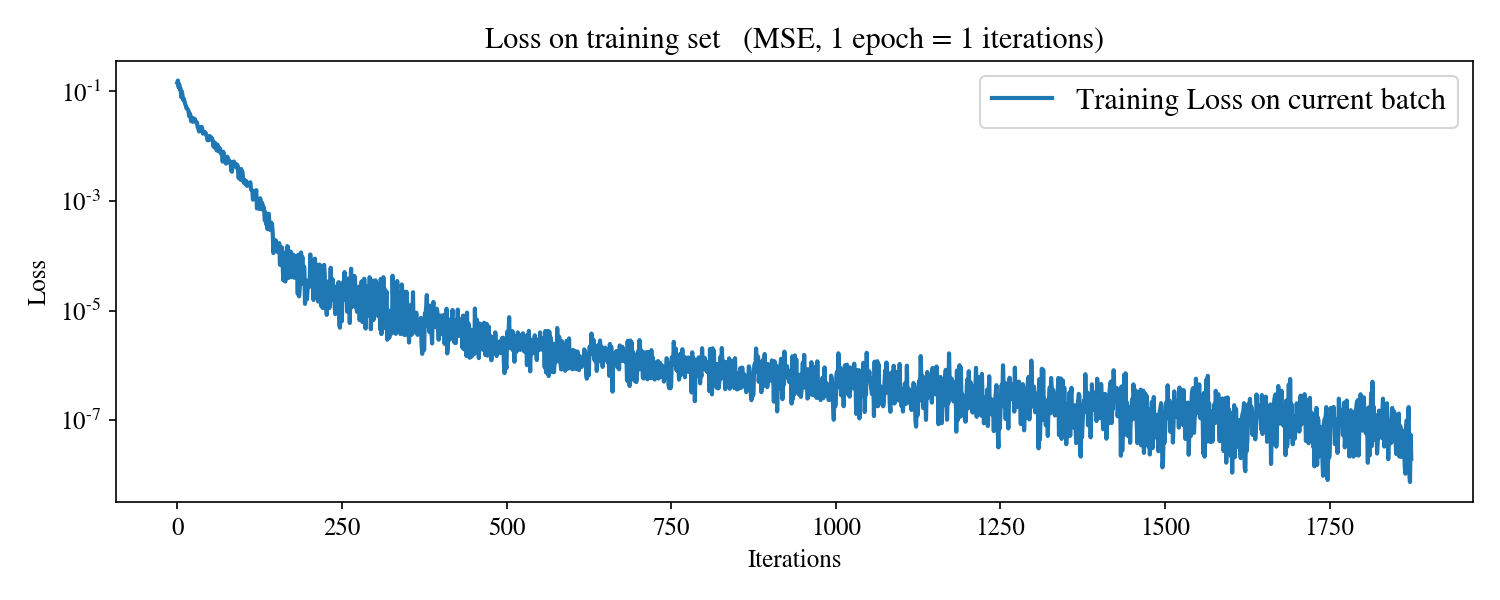 Loss on training set (MSE, 1 epoch = 1 iterations)
Training Loss on current batch
Loss
10^-1
10^-3
10^-5
10^-7
0 250 500 750 1000 1250 1500 1750
Iterations